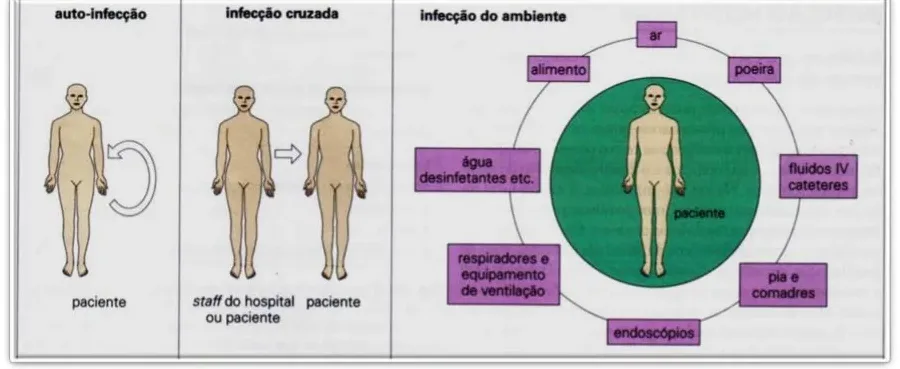 auto-infecção
paciente
infecção cruzada
staff do hospital
ou paciente
paciente
infecção do ambiente
ar
poeira
fluidos IV
cateteres
pia e
comadres
endoscópios
respiradores e
equipamento
de ventilação
água
desinfetantes etc.
alimento
paciente